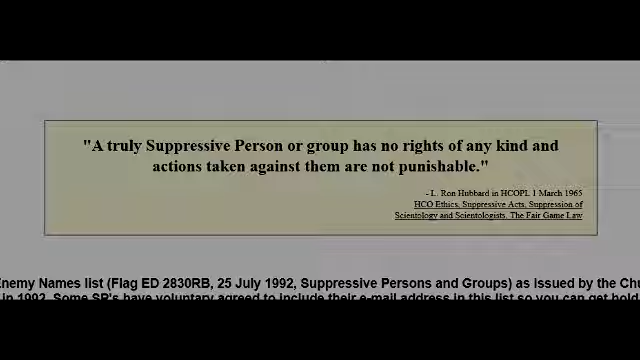 "A truly Suppressive Person or group has no rights of any kind and
actions taken against them are not punishable."
- L. Ron Hubbard in HCOPL 1 March 1965
HCO Ethics, Suppressive Acts, Suppression of
Scientology and Scientologists, The Fair Game Law
Enemy Names list (Flag ED 2830RB, 25 July 1992, Suppressive Persons and Groups) as issued by the
in 1992. Some SP's have voluntary agreed to include their e-mail address in this list so you can get